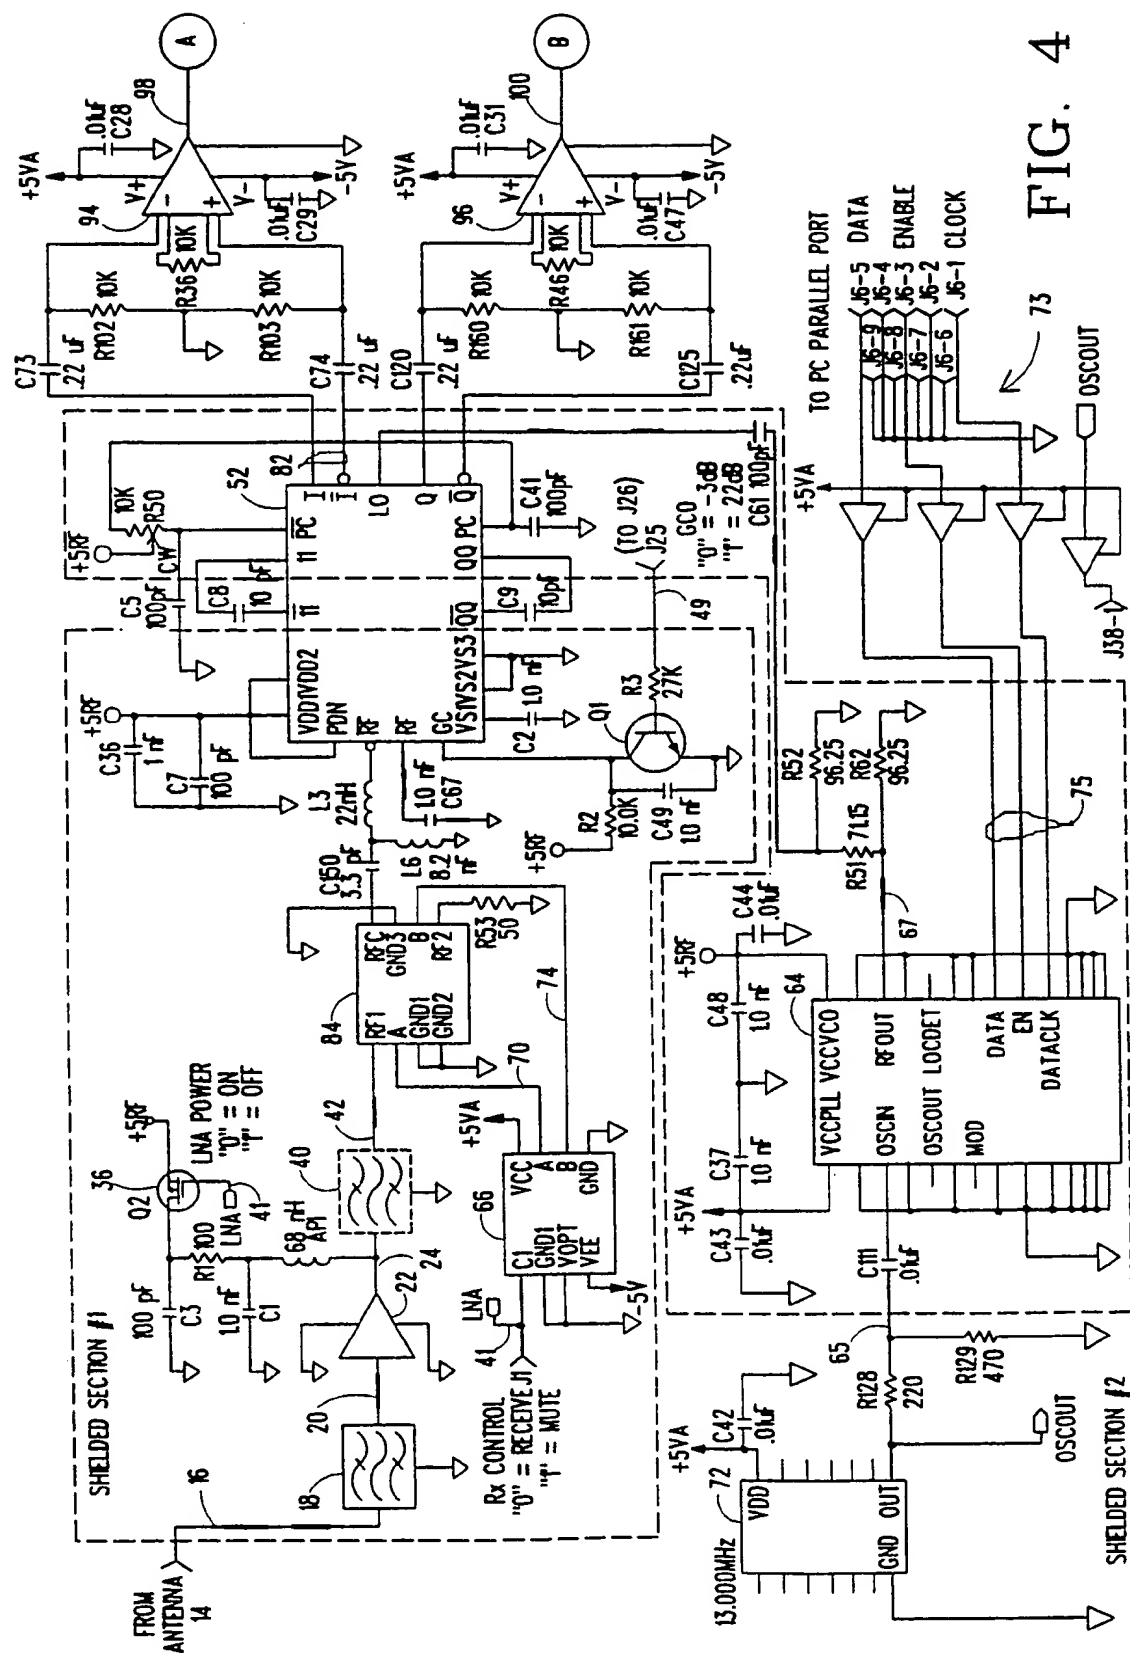 FROM
ANTENNA
14
16
SHIELDED SECTION #1
18
20
22
24
100 pF
C3
1.0 nF
C1
R1
100
68 nH
AP1
Q2
36
+5RF
LNA
41
LNA POWER
"0" = ON
"1" = OFF
40
42
Rx CONTROL
"0" = RECEIVE J1
"1" = MUTE
41
LNA
66
C1
GND1
VOPT
VEE
VCC
A
B
GND
+5VA
-5V
70
74
84
RF1
A
GND1
GND2
RFC
GND3
B
RF2
R53
50
C150
3.3 pF
L6
8.2
nF
L3
22nH
1.0 nF
C67
+5RF
C36
1 nF
C7
100 pF
VDD1VDD2
PDN
RF
RF
GC
VS1VS2VS3
11
11
PC
QQ
QQ
PC
I
I
LO
Q
Q
C5
100pF
C8
10 pF
+5RF
10K
R50
CW
52
82
C9
10pF
C41
100pF
C2
1.0 nF
+5RF
R2
10.0K
C49
1.0 nF
Q1
R3
27K
49
(TO J26)
J25
GC0
"0" = -3dB
"1" = 22dB
C61 100pF
C73
.22 uF
R102
10K
R36
10K
R103
10K
C74
.22 uF
94
+5VA
V+
V-
.01uF
C28
.01uF
C29
-5V
98
A
C120
.22 uF
R160
10K
R46
10K
R161
10K
C125
.22uF
96
+5VA
V+
V-
.01uF
C31
.01uF
C47
-5V
100
B
13.000MHz
72
VDD
GND OUT
+5VA
C42
.01uF
R128
220
R129
470
65
OSCOUT
SHIELDED SECTION #2
C111
.01uF
+5VA
C43
.01uF
C37
1.0 nF
C48
1.0 nF
+5RF
C44
.01uF
64
VCCPLL VCCVCO
OSCIN RFOUT
OSCOUT LOCDET
MOD
DATA
EN
DATACLK
67
R51 71.15
R52
96.25
R62
96.25
75
+5VA
J38-1
OSCOUT
73
TO PC PARALLEL PORT
J6-5 DATA
J6-9
J6-4
J6-8
J6-3 ENABLE
J6-7
J6-2
J6-6
J6-1 CLOCK
FIG. 4